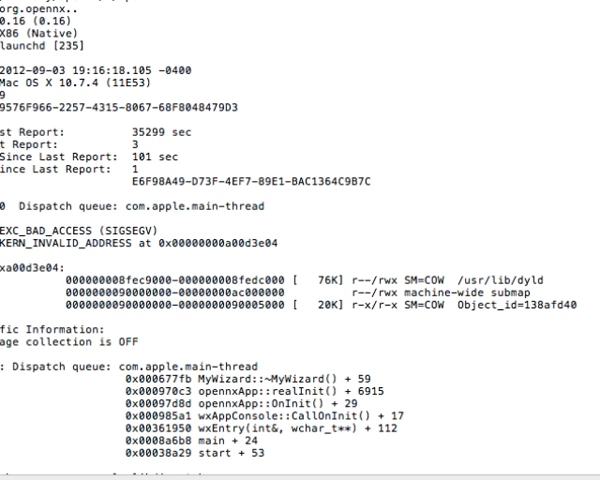 org.opennx..
0.16 (0.16)
X86 (Native)
launchd [235]
2012-09-03 19:16:18.105 -0400
Mac OS X 10.7.4 (11E53)
9
9576F966-2257-4315-8067-68F8048479D3
st Report: 35299 sec
t Report: 3
Since Last Report: 101 sec
ince Last Report: 1
E6F98A49-D73F-4EF7-89E1-BAC1364C9B7C
0 Dispatch queue: com.apple.main-thread
EXC_BAD_ACCESS (SIGSEGV)
KERN_INVALID_ADDRESS at 0x00000000a00d3e04
xa00d3e04:
000000008fec9000-000000008fedc000 [ 76K] r--/rwx SM=COW /usr/lib/dyld
0000000090000000-00000000ac000000 r--/rwx machine-wide submap
0000000090000000-0000000090005000 [ 20K] r-x/r-x SM=COW Object_id=138afd40
fic Information:
age collection is OFF
: Dispatch queue: com.apple.main-thread
0x000677fb MyWizard::~MyWizard() + 59
0x000970c3 opennxApp::realInit() + 6915
0x00097d8d opennxApp::OnInit() + 29
0x000985a1 wxAppConsole::CallOnInit() + 17
0x00361950 wxEntry(int&, wchar_t**) + 112
0x0008a6b8 main + 24
0x00038a29 start + 53